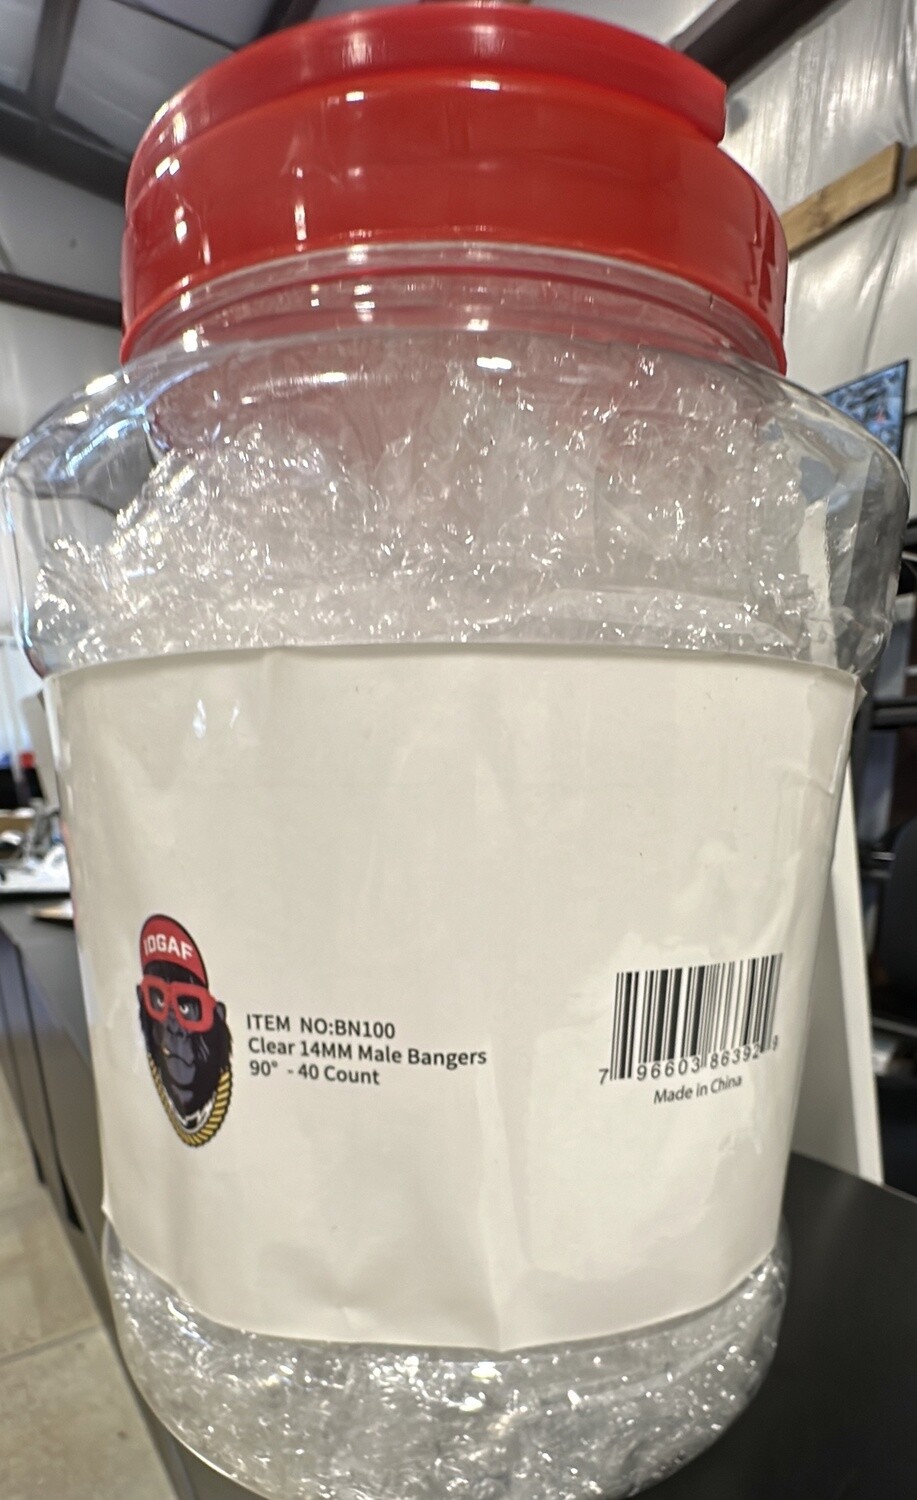 IDGAF
ITEM NO:BN100
Clear 14MM Male Bangers
90° - 40 Count
7 96603 86392 9
Made in China